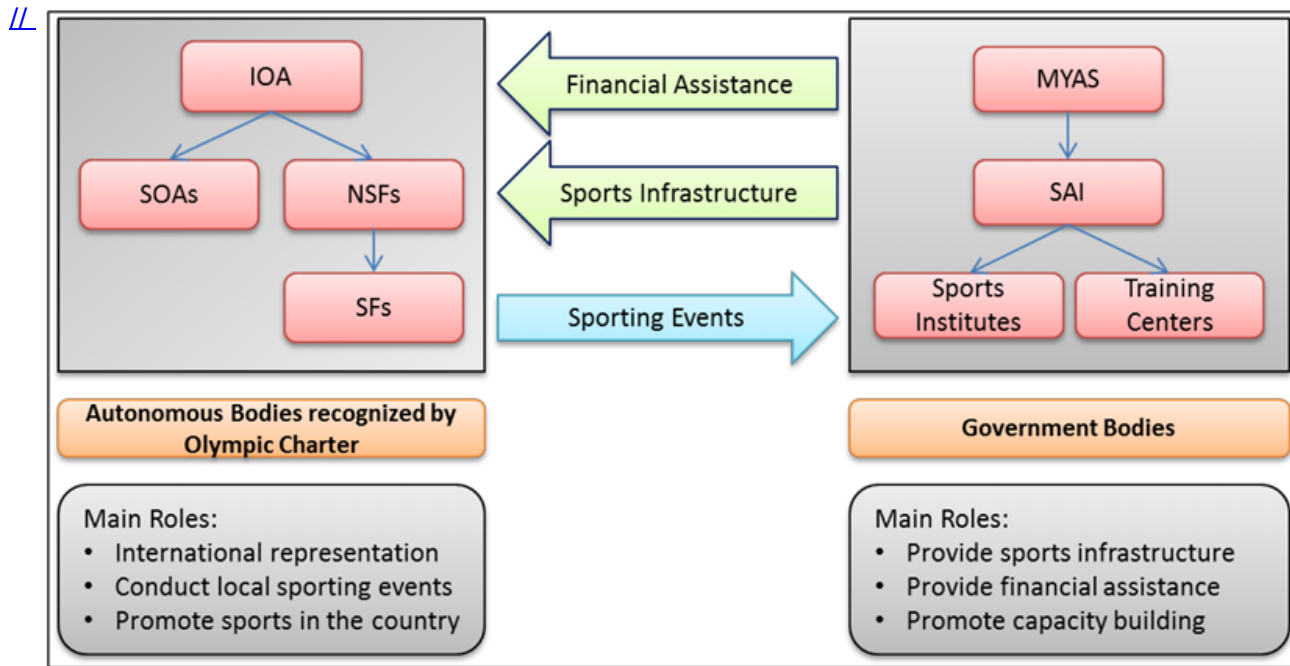 //
IOA
SOAs
NSFs
SFs
Financial Assistance
Sports Infrastructure
Sporting Events
MYAS
SAI
Sports
Institutes
Training
Centers
Autonomous Bodies recognized by
Olympic Charter
Government Bodies
Main Roles:
• International representation
• Conduct local sporting events
• Promote sports in the country
Main Roles:
• Provide sports infrastructure
• Provide financial assistance
• Promote capacity building